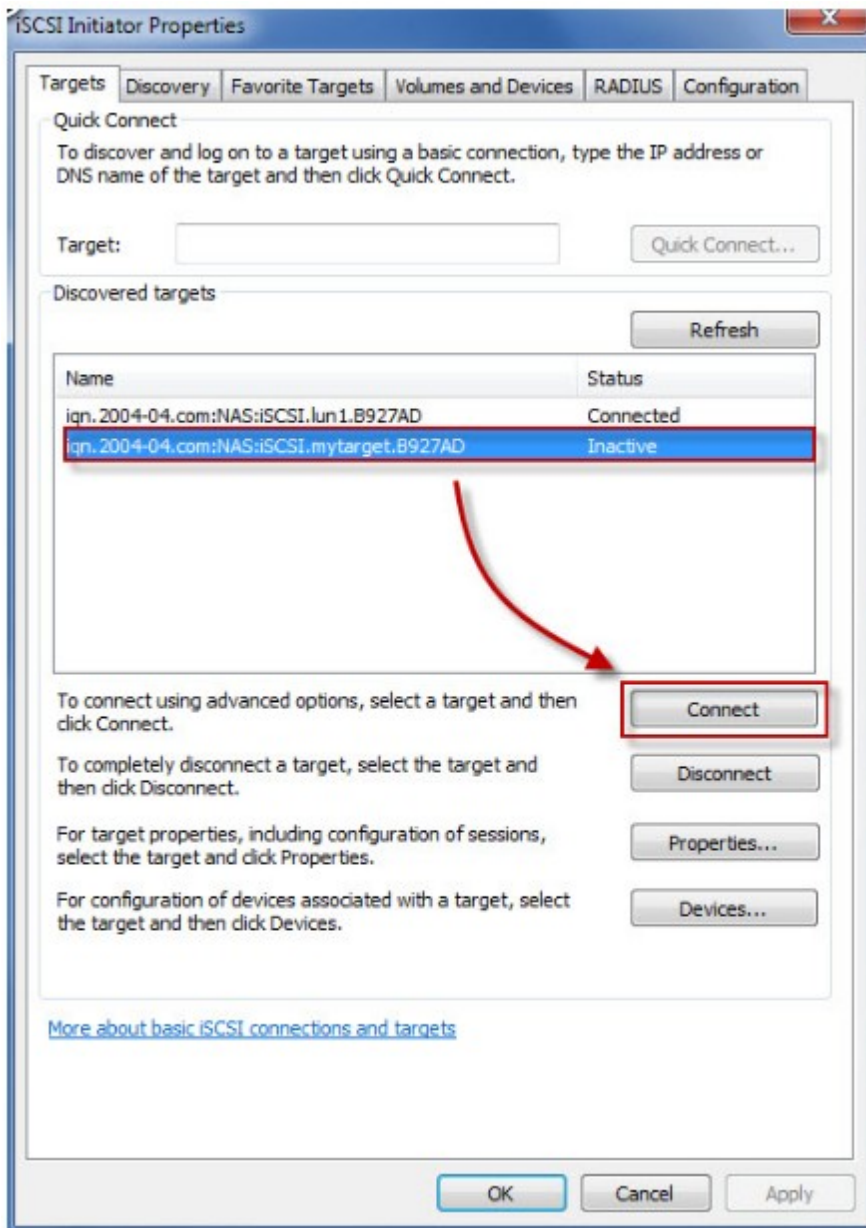 iSCSI Initiator Properties
Targets Discovery Favorite Targets Volumes and Devices RADIUS Configuration
Quick Connect
To discover and log on to a target using a basic connection, type the IP address or
DNS name of the target and then click Quick Connect.
Target:
Quick Connect...
Discovered targets
Refresh
Name Status
iqn.2004-04.com:NAS:iSCSI.lun1.B927AD Connected
iqn.2004-04.com:NAS:iSCSI.mytarget.B927AD Inactive
To connect using advanced options, select a target and then
click Connect.
Connect
To completely disconnect a target, select the target and
then click Disconnect.
Disconnect
For target properties, including configuration of sessions,
select the target and click Properties.
Properties...
For configuration of devices associated with a target, select
the target and then click Devices.
Devices...
More about basic iSCSI connections and targets
OK Cancel Apply